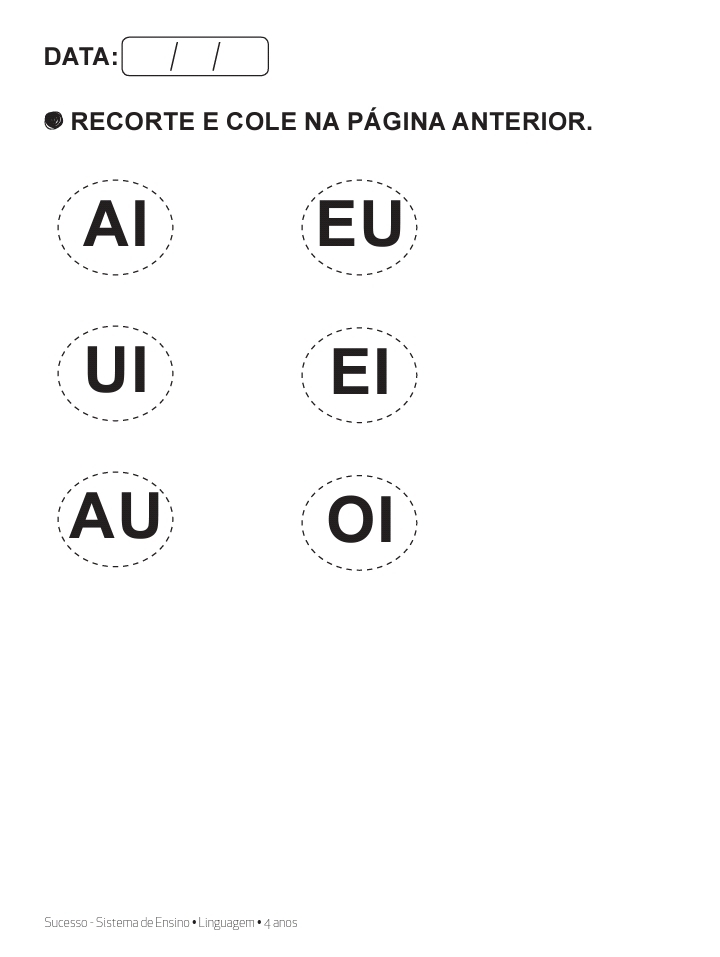 DATA: / /
RECORTE E COLE NA PÁGINA ANTERIOR.
AI EU
UI EI
AU OI
Sucesso - Sistema de Ensino • Linguagem • 4 anos